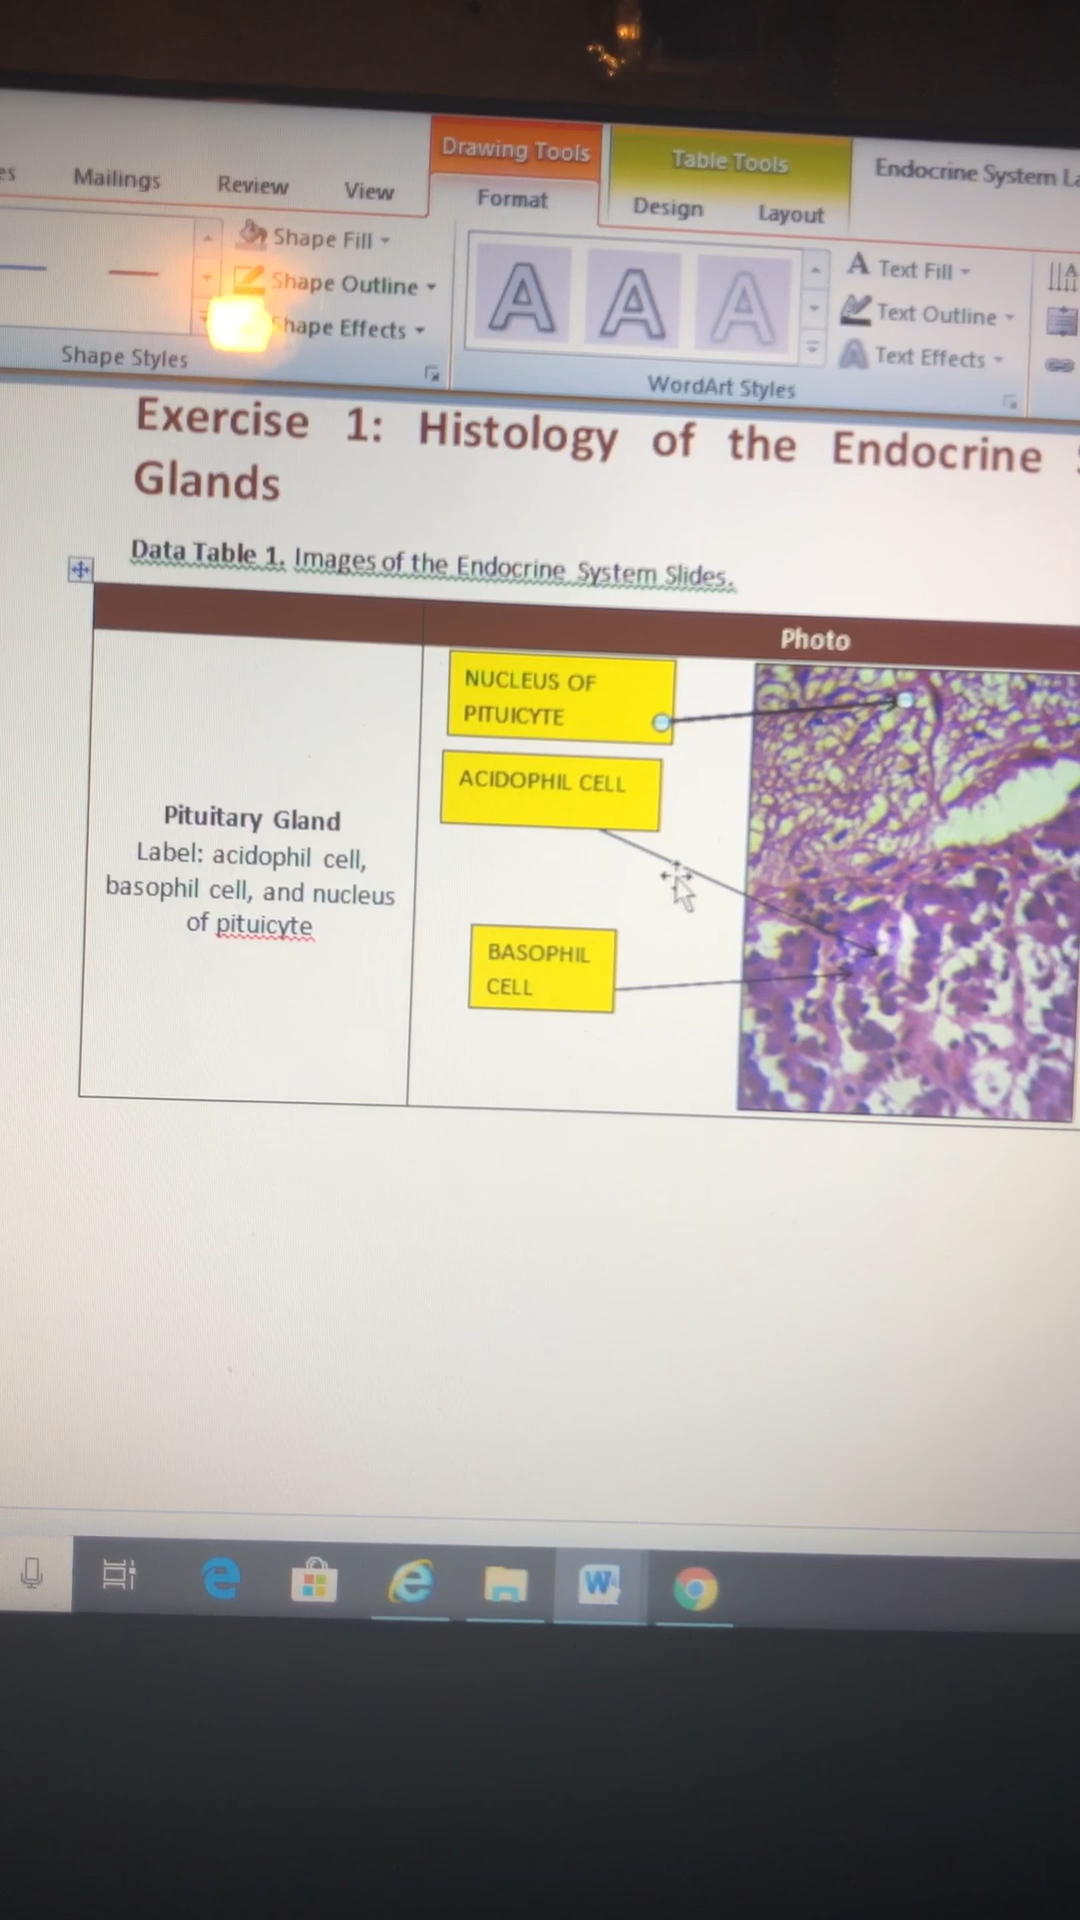 Drawing Tools
Table Tools
Endocrine System
Mailings
Review
View
Format
Design
Layout
Shape Fill
Shape Outline
hape Effects
Shape Styles
A A A
A Text Fill
Text Outline
A Text Effects
WordArt Styles
Exercise 1: Histology of the Endocrine
Glands
Data Table 1. Images of the Endocrine System Slides.
Photo
Pituitary Gland
Label: acidophil cell,
basophil cell, and nucleus
of pituicyte
NUCLEUS OF
PITUICYTE
ACIDOPHIL CELL
BASOPHIL
CELL
W